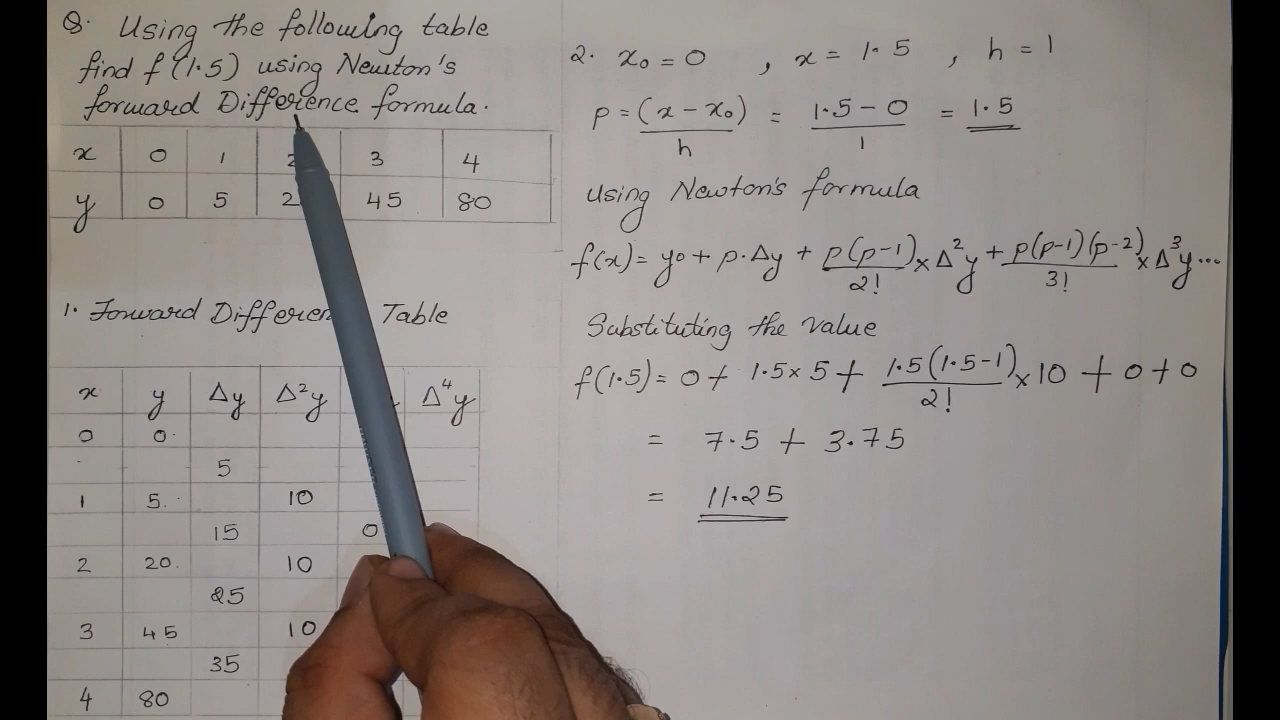 Q. Using the following table
find f(1.5) using Newton's
forward Difference formula.
x 0 1 2 3 4
y 0 5 2 45 80
1. Forward Differen Table
x y Δy Δ²y Δ⁴y
0 0
5
1 5 10
15 0
2 20 10
25
3 45 10
35
4 80
2. x₀ = 0 , x = 1.5 , h = 1
p = (x - x₀)/h = (1.5 - 0)/1 = 1.5
using Newton's formula
f(x) = y₀ + p.Δy + p(p-1)/2! × Δ²y + p(p-1)(p-2)/3! × Δ³y ...
Substituting the value
f(1.5) = 0 + 1.5×5 + 1.5(1.5-1)/2! × 10 + 0 + 0
= 7.5 + 3.75
= 11.25